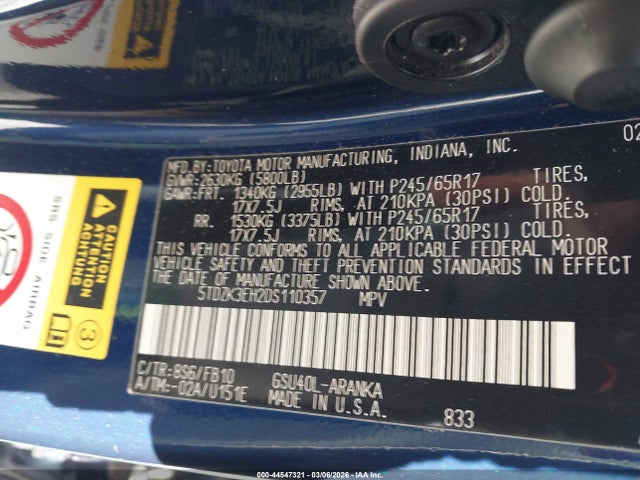 02
MFD.BY:TOYOTA MOTOR MANUFACTURING, INDIANA, INC.
GVWR: 2630KG (5800LB)
GAWR:FRT. 1340KG (2955LB) WITH P245/65R17 TIRES,
17X7.5J RIMS, AT 210KPA (30PSI) COLD.
RR. 1530KG (3375LB) WITH P245/65R17 TIRES,
17X7.5J RIMS, AT 210KPA (30PSI) COLD.
THIS VEHICLE CONFORMS TO ALL APPLICABLE FEDERAL MOTOR
VEHICLE SAFETY AND THEFT PREVENTION STANDARDS IN EFFECT
THE DATE OF MANUFACTURE SHOWN ABOVE.
5TDZK3EH2DS110357 MPV
C/TR:8S6/FB10 GSU40L-ARANKA
A/TM:-02A/U151E MADE IN U.S.A.
833
CAUTION
ATTENTION
ATENCIÓN
SRS SIDE AIRBAG
3
000-44547321 - 03/06/2026 - IAA Inc.